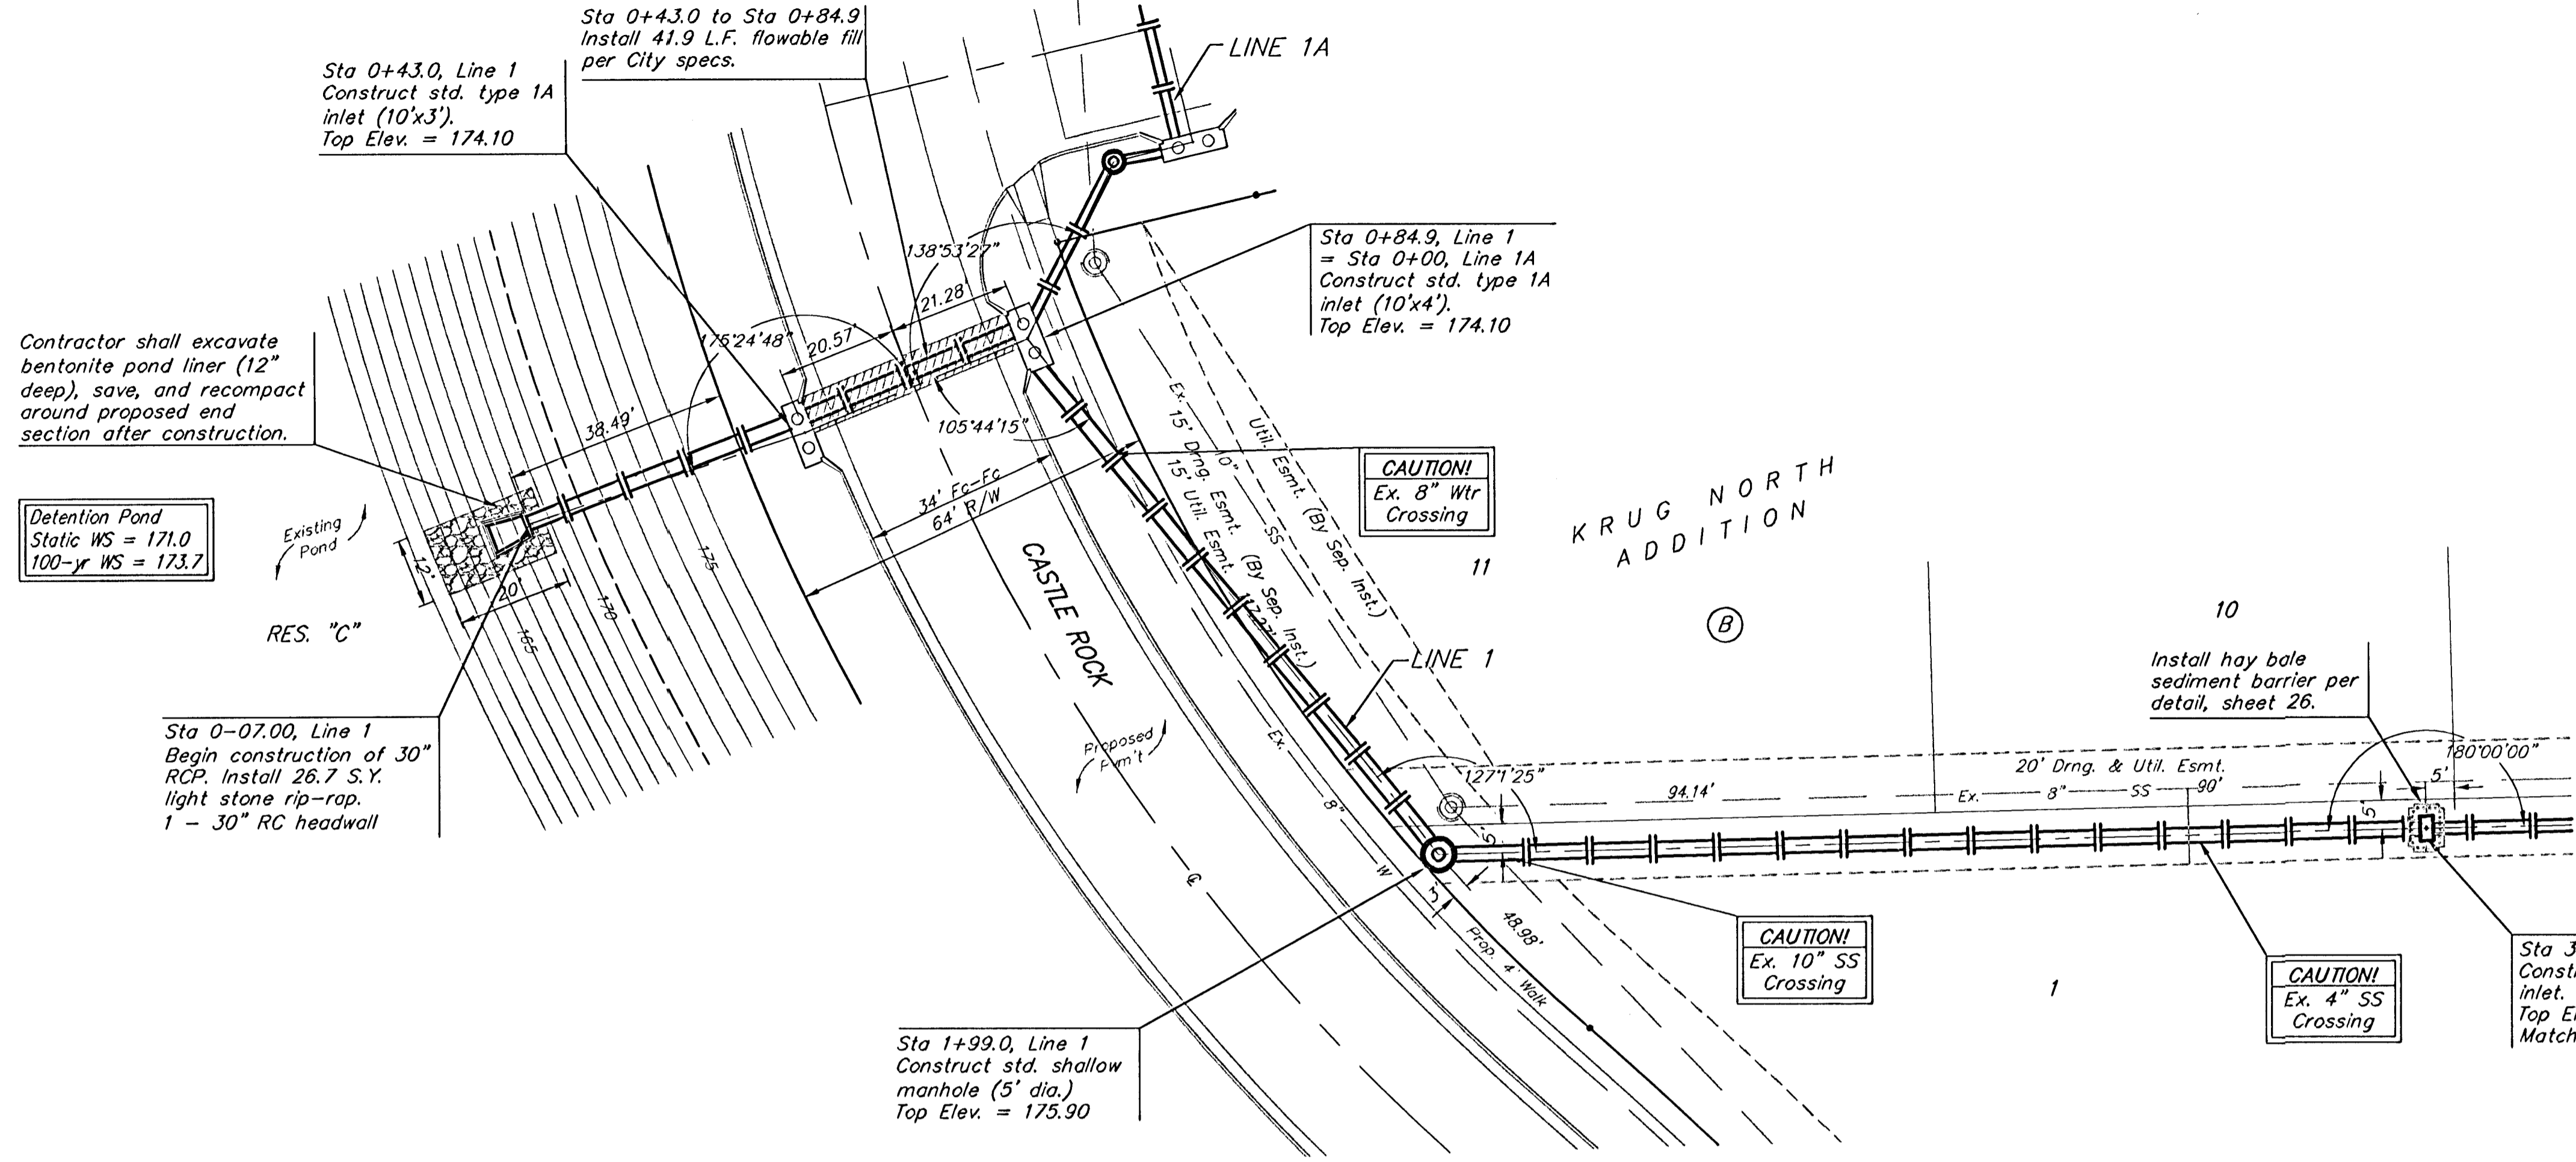 Sta 0+43.0 to Sta 0+84.9
Install 41.9 L.F. flowable fill
per City specs.
LINE 1A
Sta 0+43.0, Line 1
Construct std. type 1A
inlet (10'x3').
Top Elev. = 174.10
Sta 0+84.9, Line 1
= Sta 0+00, Line 1A
Construct std. type 1A
inlet (10'x4').
Top Elev. = 174.10
138°53'27"
21.28'
175°24'48"
20.57'
Contractor shall excavate
bentonite pond liner (12"
deep), save, and recompact
around proposed end
section after construction.
38.49'
105°44'15"
34' Fc-Fc
64' R/W
Ex. 15' Drng. Esmt.
15' Util. Esmt. (By Sep. Inst.)
10" SS
Util. Esmt. (By Sep. Inst.)
CAUTION!
Ex. 8" Wtr
Crossing
KRUG NORTH
ADDITION
11
B
10
Detention Pond
Static WS = 171.0
100-yr WS = 173.7
Existing
Pond
12'
20'
165
170
175
RES. "C"
CASTLE ROCK
LINE 1
Install hay bale
sediment barrier per
detail, sheet 26.
Sta 0-07.00, Line 1
Begin construction of 30"
RCP. Install 26.7 S.Y.
light stone rip-rap.
1 - 30" RC headwall
Proposed
Pvm't
Ex. 8" W
127°1'25"
20' Drng. & Util. Esmt.
180°00'00"
94.14'
Ex. 8" SS
90'
5'
5'
5'
3'
48.98'
Prop. 4' Walk
CAUTION!
Ex. 10" SS
Crossing
1
CAUTION!
Ex. 4" SS
Crossing
Sta 3
Const
inlet.
Top El
Match
Sta 1+99.0, Line 1
Construct std. shallow
manhole (5' dia.)
Top Elev. = 175.90